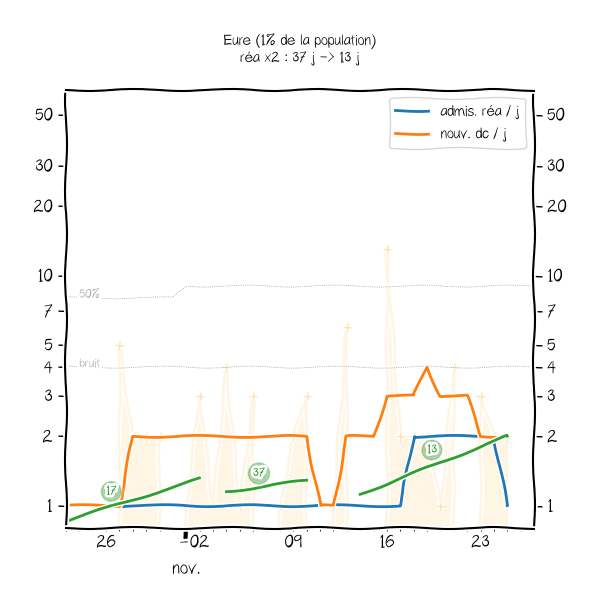 Eure (1% de la population)
réa x2 : 37 j -> 13 j
admis. réa / j
nouv. dc / j
50 50
30 30
20 20
10 10
50%
7 7
5 5
4 4
bruit
3 3
2 2
13
37
17
1 1
26 02 09 16 23
nov.